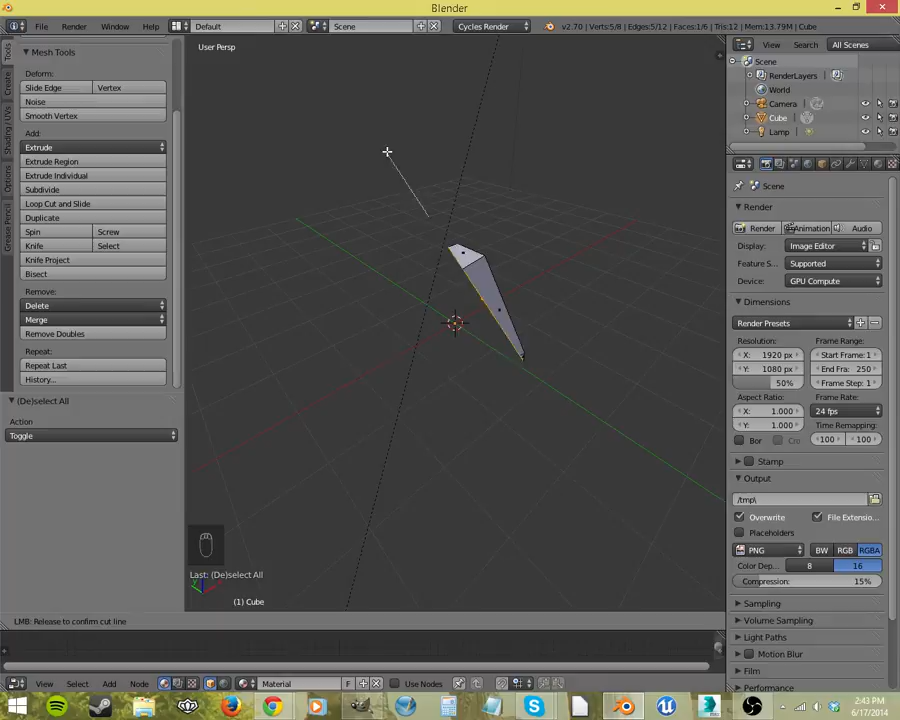 Blender
File
Render
Window
Help
Default
Scene
Cycles Render
v2.70 | Verts:5/8 | Edges:5/12 | Faces:1/6 | Tris:12 | Mem:13.79M | Cube
Mesh Tools
Deform:
Slide Edge
Vertex
Noise
Smooth Vertex
Add:
Extrude
Extrude Region
Extrude Individual
Subdivide
Loop Cut and Slide
Duplicate
Spin
Screw
Knife
Select
Knife Project
Bisect
Remove:
Delete
Merge
Remove Doubles
Repeat:
Repeat Last
History...
(De)select All
Action
Toggle
Tools
Create
Shading / UVs
Options
Grease Pencil
User Persp
Last: (De)select All
(1) Cube
LMB: Release to confirm cut line
View
Select
Add
Node
Material
F
Use Nodes
View
Search
All Scenes
Scene
RenderLayers
World
Camera
Cube
Lamp
Scene
Render
Render
Animation
Audio
Display:
Image Editor
Feature S...
Supported
Device:
GPU Compute
Dimensions
Render Presets
Resolution:
Frame Range:
X: 1920 px
Start Frame: 1
Y: 1080 px
End Fra: 250
50%
Frame Step: 1
Aspect Ratio:
Frame Rate:
X: 1.000
24 fps
Y: 1.000
Time Remapping:
Bor
Cro
100
100
Stamp
Output
/tmp\
Overwrite
File Extensio...
Placeholders
PNG
BW
RGB
RGBA
Color Dep...
8
16
Compression:
15%
Sampling
Volume Sampling
Light Paths
Motion Blur
Film
Performance
2:43 PM
6/17/2014